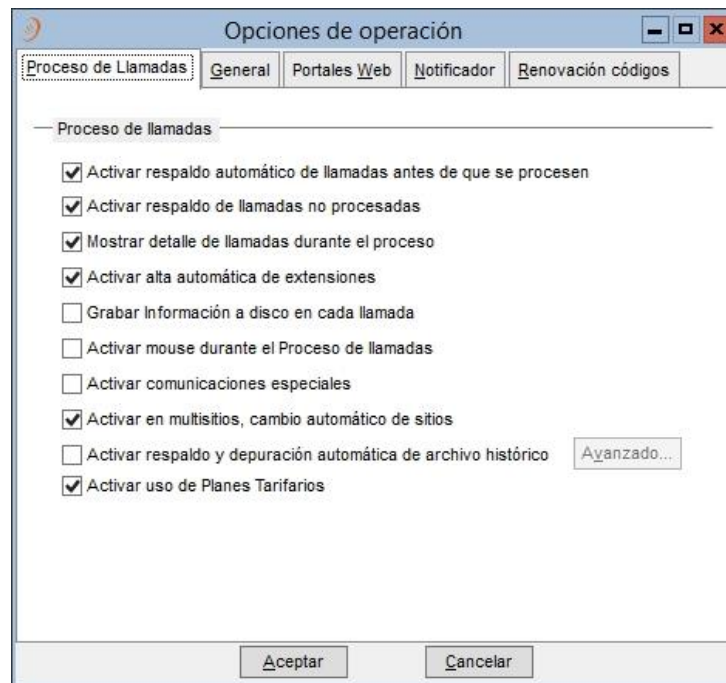 Opciones de operación
Proceso de Llamadas General Portales Web Notificador Renovación códigos
Proceso de llamadas
Activar respaldo automático de llamadas antes de que se procesen
Activar respaldo de llamadas no procesadas
Mostrar detalle de llamadas durante el proceso
Activar alta automática de extensiones
Grabar Información a disco en cada llamada
Activar mouse durante el Proceso de llamadas
Activar comunicaciones especiales
Activar en multisitios, cambio automático de sitios
Activar respaldo y depuración automática de archivo histórico Avanzado...
Activar uso de Planes Tarifarios
Aceptar Cancelar